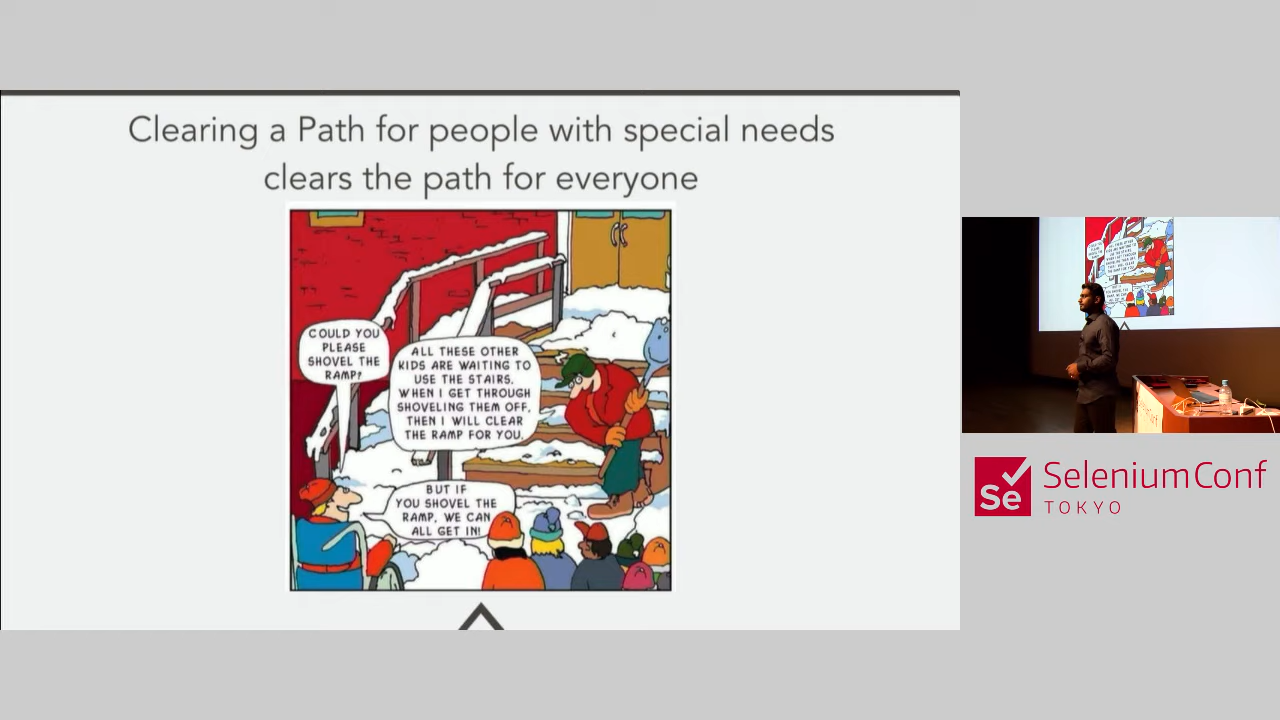 Clearing a Path for people with special needs
clears the path for everyone
COULD YOU
PLEASE
SHOVEL THE
RAMP?
ALL THESE OTHER
KIDS ARE WAITING TO
USE THE STAIRS.
WHEN I GET THROUGH
SHOVELING THEM OFF,
THEN I WILL CLEAR
THE RAMP FOR YOU.
BUT IF
YOU SHOVEL THE
RAMP, WE CAN
ALL GET IN!
Se
SeleniumConf
TOKYO